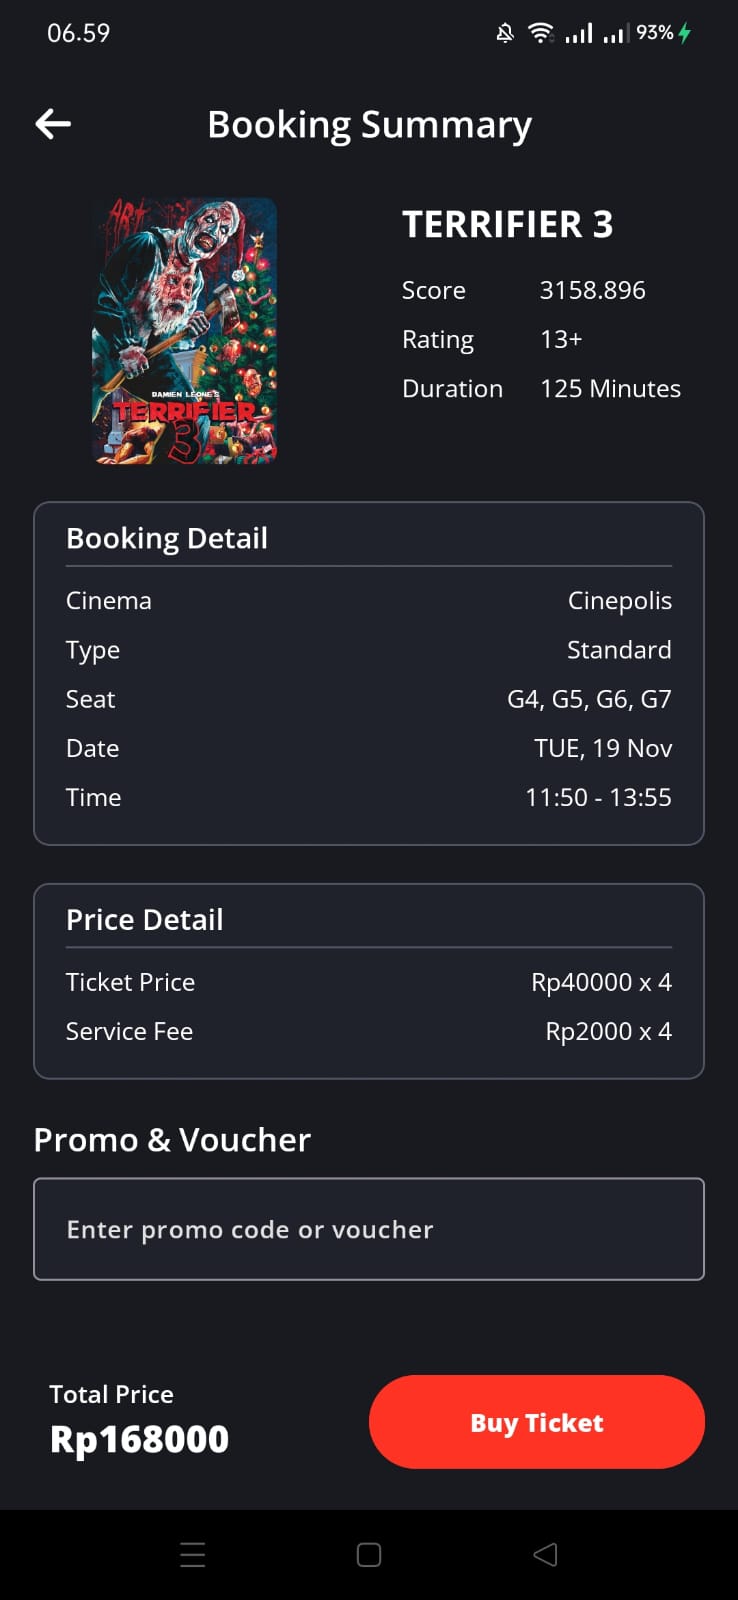 06.59
93%
Booking Summary
ART
DAMIEN LEONE'S
TERRIFIER
3
TERRIFIER 3
Score 3158.896
Rating 13+
Duration 125 Minutes
Booking Detail
Cinema Cinepolis
Type Standard
Seat G4, G5, G6, G7
Date TUE, 19 Nov
Time 11:50 - 13:55
Price Detail
Ticket Price Rp40000 x 4
Service Fee Rp2000 x 4
Promo & Voucher
Enter promo code or voucher
Total Price
Rp168000
Buy Ticket